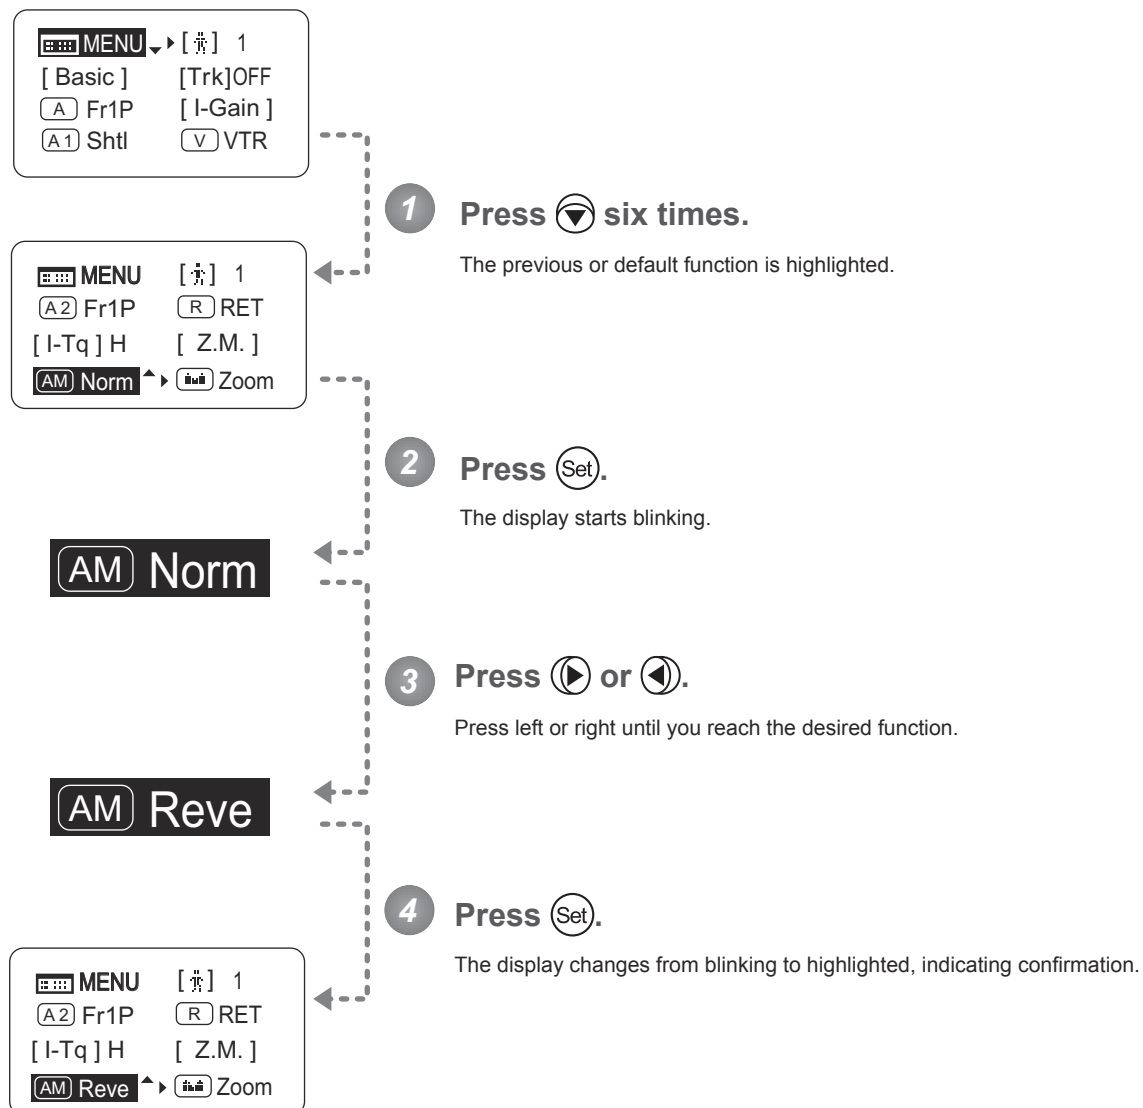 MENU [ ] 1
[ Basic ] [Trk]OFF
A Fr1P [ I-Gain ]
A1 Shtl V VTR
1 Press six times.
The previous or default function is highlighted.
MENU [ ] 1
A2 Fr1P R RET
[ I-Tq ] H [ Z.M. ]
AM Norm Zoom
2 Press Set.
The display starts blinking.
AM Norm
3 Press or .
Press left or right until you reach the desired function.
AM Reve
4 Press Set.
The display changes from blinking to highlighted, indicating confirmation.
MENU [ ] 1
A2 Fr1P R RET
[ I-Tq ] H [ Z.M. ]
AM Reve Zoom